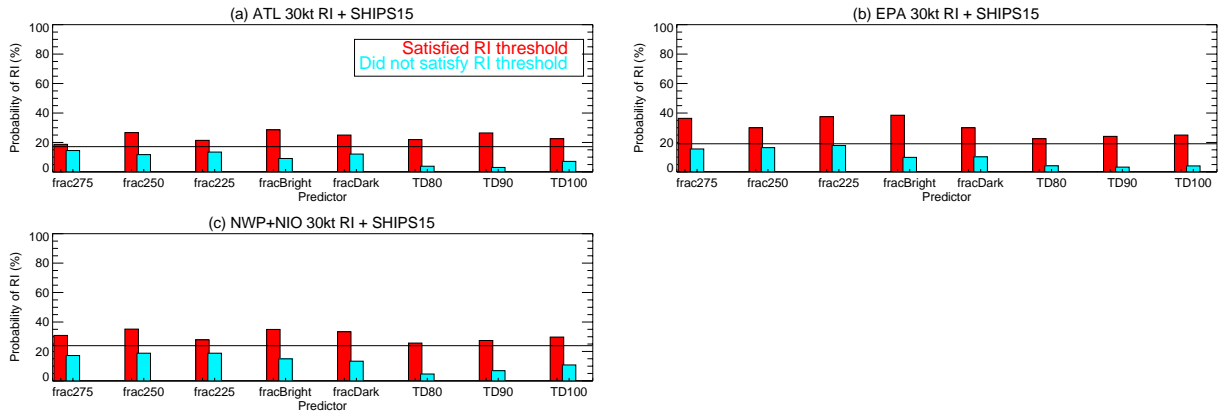 (a) ATL 30kt RI + SHIPS15
100
80
60
40
20
0
Probability of RI (%)
Satisfied RI threshold
Did not satisfy RI threshold
frac275 frac250 frac225 fracBright fracDark TD80 TD90 TD100
Predictor
(b) EPA 30kt RI + SHIPS15
100
80
60
40
20
0
Probability of RI (%)
frac275 frac250 frac225 fracBright fracDark TD80 TD90 TD100
Predictor
(c) NWP+NIO 30kt RI + SHIPS15
100
80
60
40
20
0
Probability of RI (%)
frac275 frac250 frac225 fracBright fracDark TD80 TD90 TD100
Predictor